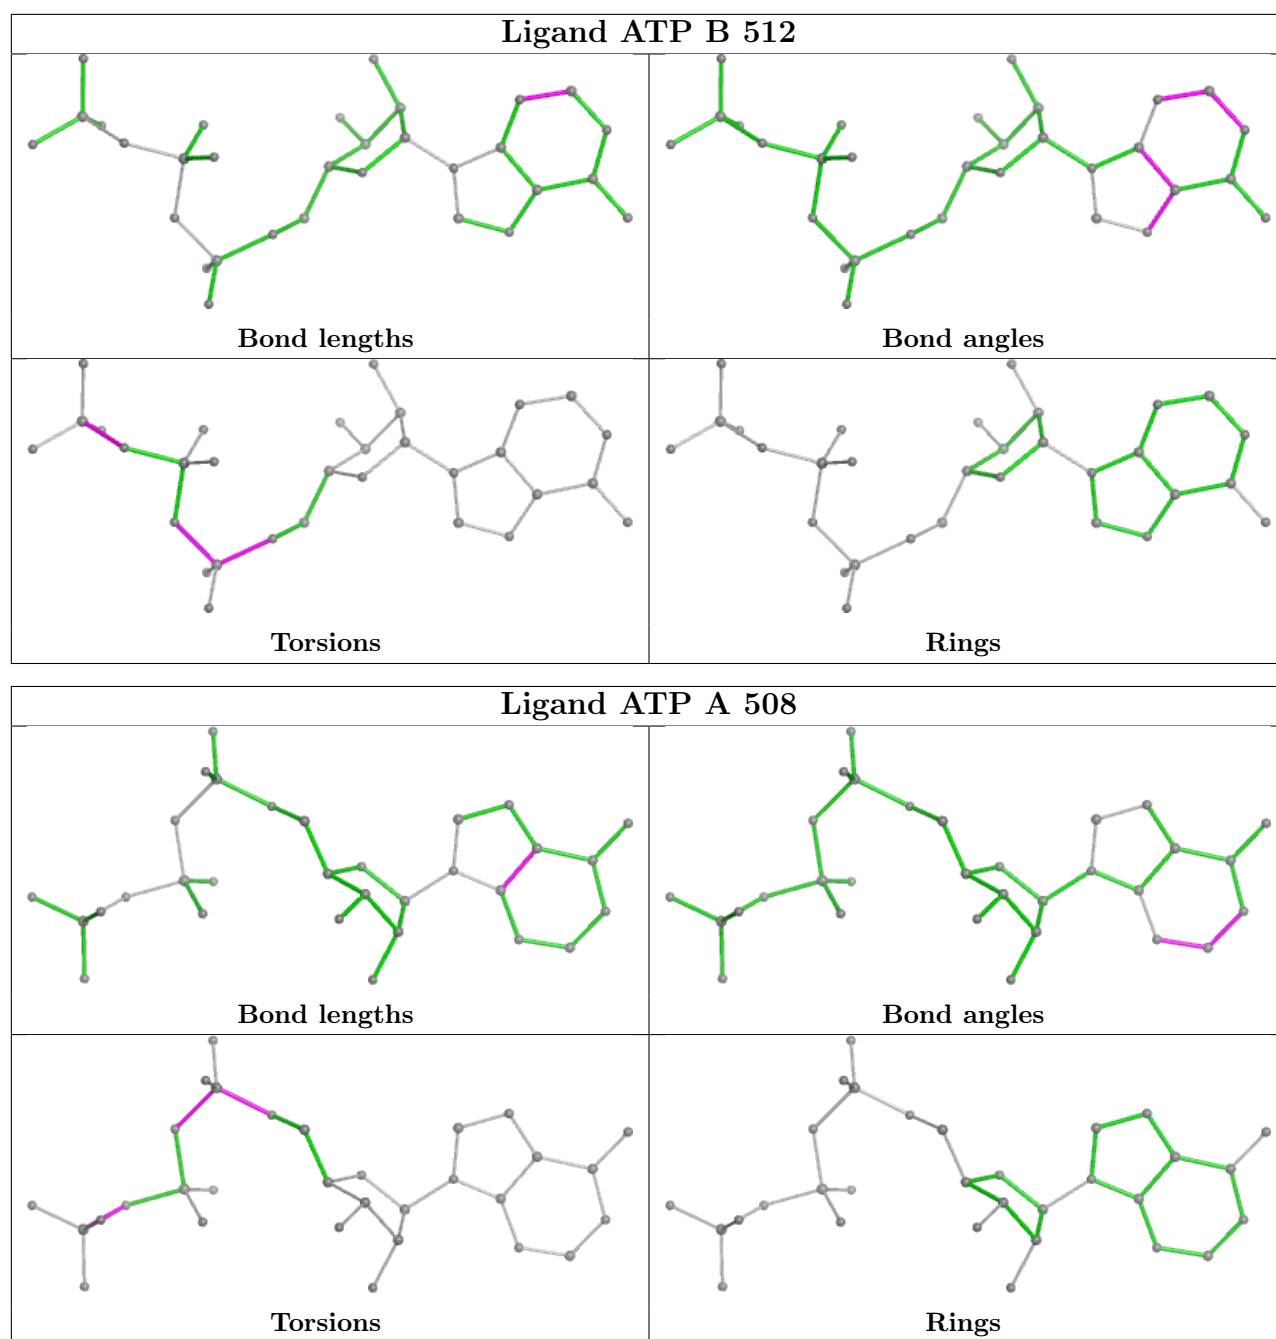 Ligand ATP B 512
Bond lengths
Bond angles
Torsions
Rings
Ligand ATP A 508
Bond lengths
Bond angles
Torsions
Rings